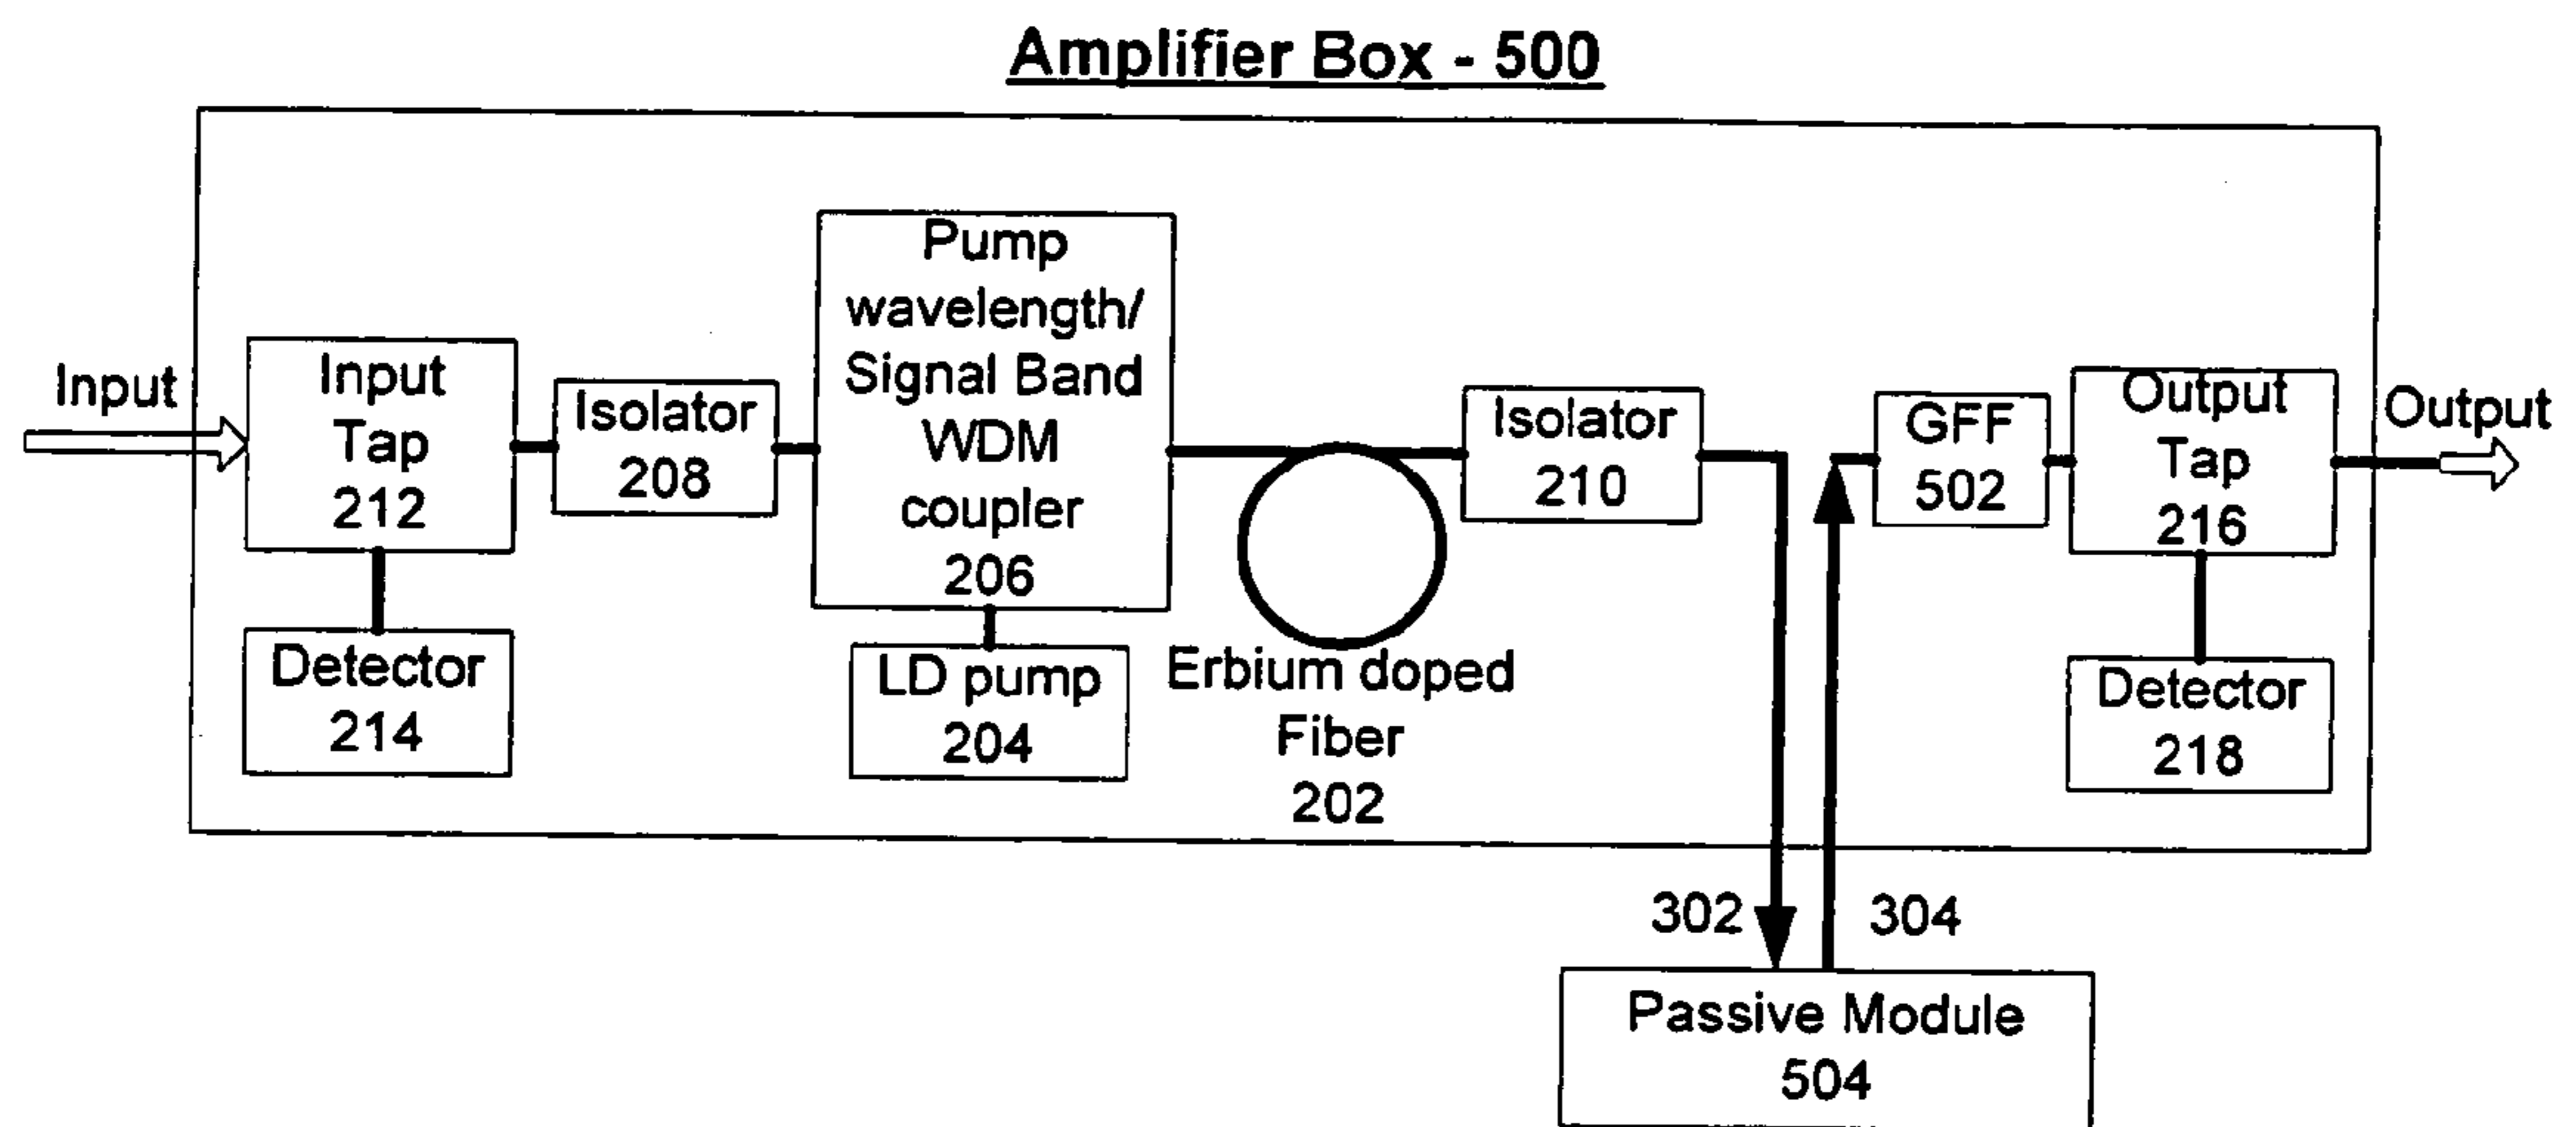 Amplifier Box - 500
Input
Input
Tap
212
Detector
214
Isolator
208
Pump
wavelength/
Signal Band
WDM
coupler
206
LD pump
204
Erbium doped
Fiber
202
Isolator
210
302
304
Passive Module
504
GFF
502
Output
Tap
216
Detector
218
Output